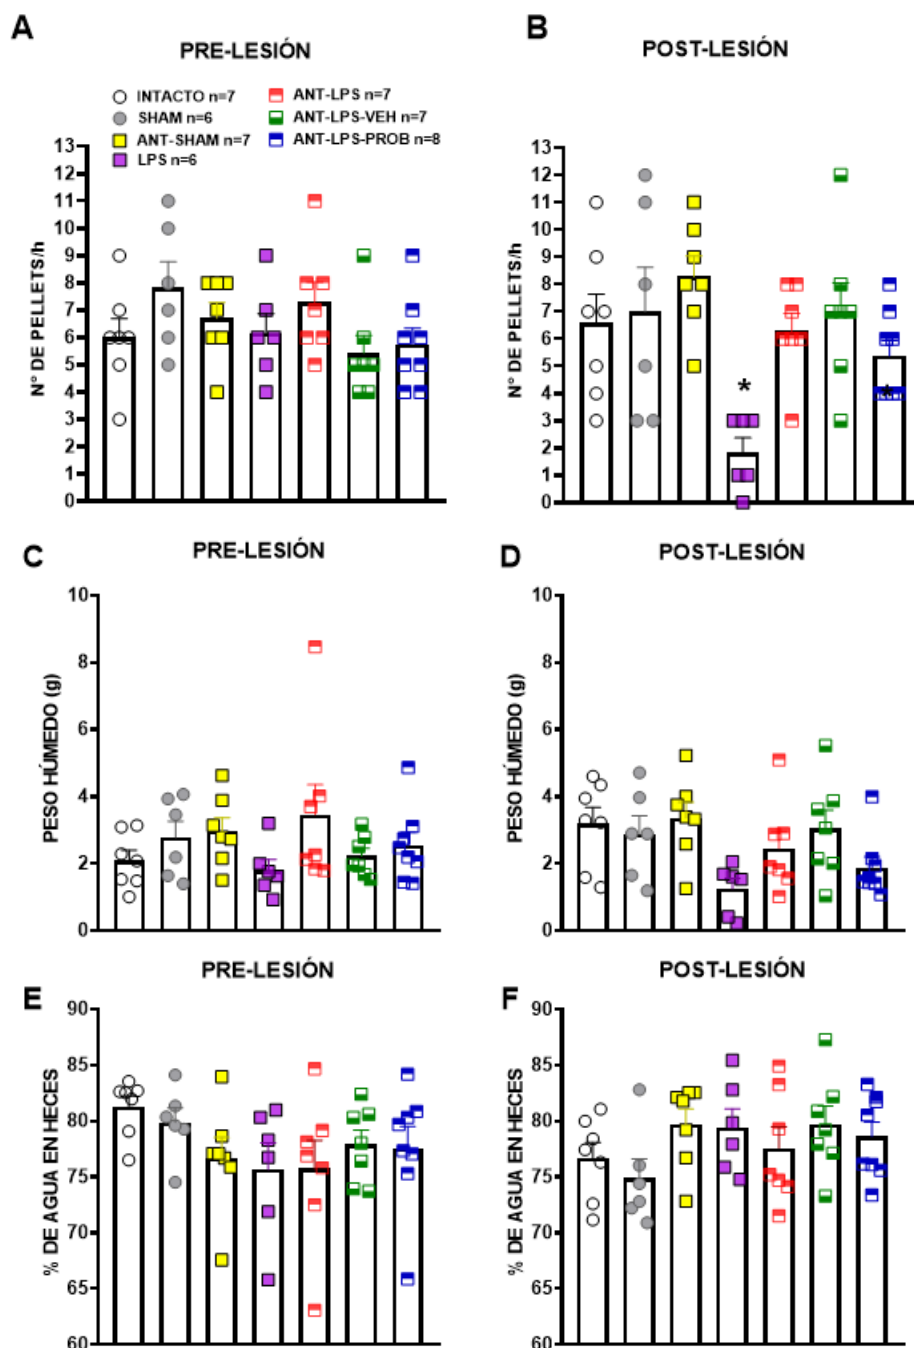 A
PRE-LESIÓN
INTACTO n=7
SHAM n=6
ANT-SHAM n=7
LPS n=6
ANT-LPS n=7
ANT-LPS-VEH n=7
ANT-LPS-PROB n=8
N° DE PELLETS/h
13
12
11
10
9
8
7
6
5
4
3
2
1
0
B
POST-LESIÓN
N° DE PELLETS/h
13
12
11
10
9
8
7
6
5
4
3
2
1
0
*
*
C
PRE-LESIÓN
PESO HÚMEDO (g)
10
8
6
4
2
0
D
POST-LESIÓN
PESO HÚMEDO (g)
10
8
6
4
2
0
E
PRE-LESIÓN
% DE AGUA EN HECES
90
85
80
75
70
65
60
F
POST-LESIÓN
% DE AGUA EN HECES
90
85
80
75
70
65
60